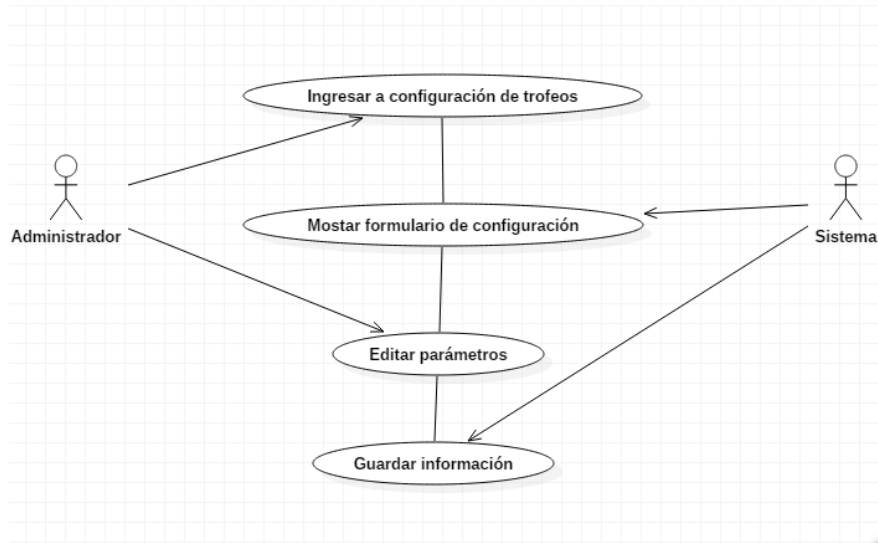 Ingresar a configuración de trofeos
Administrador
Mostar formulario de configuración
Sistema
Editar parámetros
Guardar información